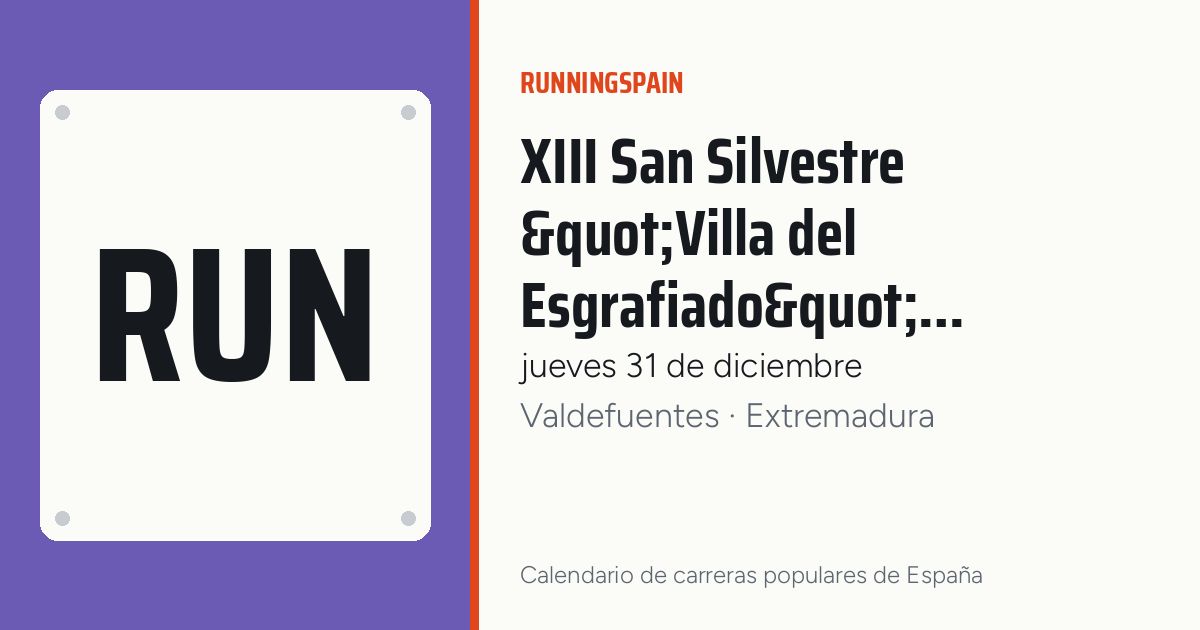 RUN
RUNNINGSPAIN
XIII San Silvestre
&quot;Villa del
Esgrafiado&quot;...
jueves 31 de diciembre
Valdefuentes · Extremadura
Calendario de carreras populares de España